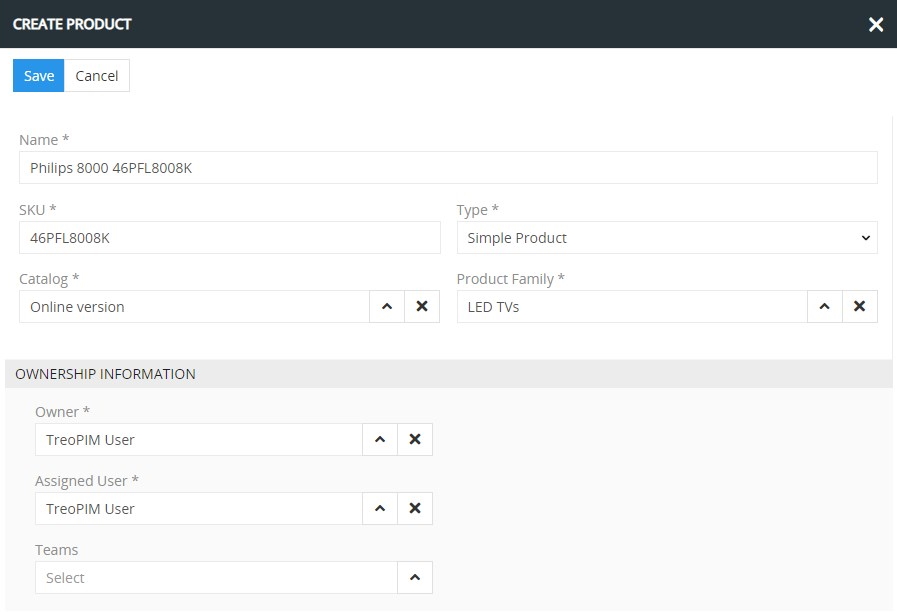 CREATE PRODUCT
Save Cancel
Name *
Philips 8000 46PFL8008K
SKU * Type *
46PFL8008K Simple Product
Catalog * Product Family *
Online version LED TVs
OWNERSHIP INFORMATION
Owner *
TreoPIM User
Assigned User *
TreoPIM User
Teams
Select